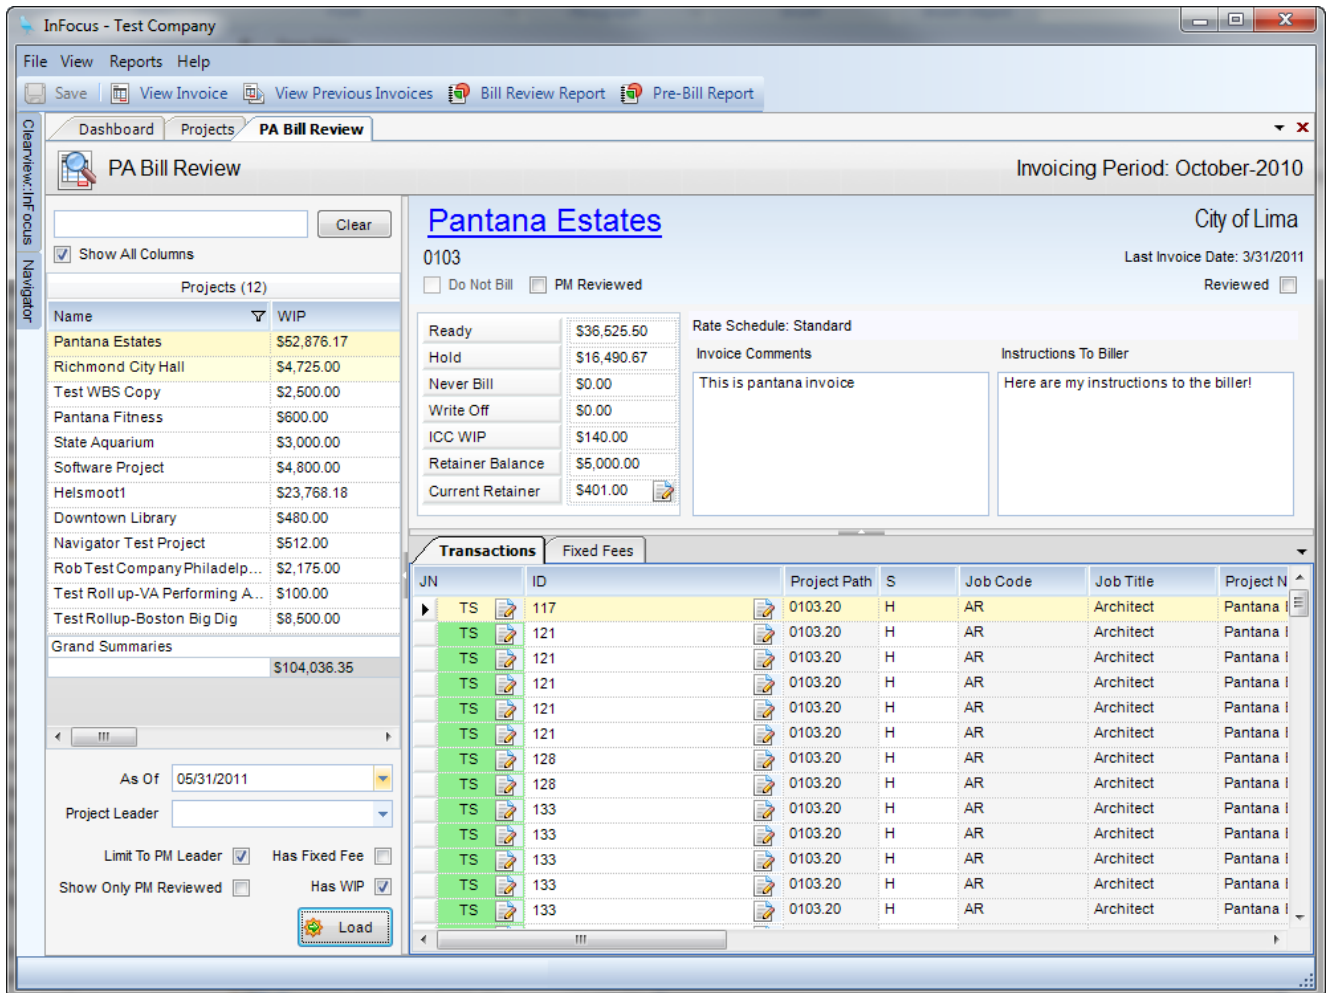 InFocus - Test Company
File View Reports Help
Save View Invoice View Previous Invoices Bill Review Report Pre-Bill Report
Clearview::InFocus
Navigator
Dashboard Projects PA Bill Review
PA Bill Review
Invoicing Period: October-2010
Clear
Show All Columns
Projects (12)
Name WIP
Pantana Estates $52,876.17
Richmond City Hall $4,725.00
Test WBS Copy $2,500.00
Pantana Fitness $600.00
State Aquarium $3,000.00
Software Project $4,800.00
Helsmoot1 $23,768.18
Downtown Library $480.00
Navigator Test Project $512.00
Rob Test Company Philadelp... $2,175.00
Test Roll up-VA Performing A... $100.00
Test Rollup-Boston Big Dig $8,500.00
Grand Summaries
$104,036.35
As Of 05/31/2011
Project Leader
Limit To PM Leader Has Fixed Fee
Show Only PM Reviewed Has WIP
Load
Pantana Estates
City of Lima
0103
Last Invoice Date: 3/31/2011
Do Not Bill PM Reviewed
Reviewed
Ready $36,525.50
Hold $16,490.67
Never Bill $0.00
Write Off $0.00
ICC WIP $140.00
Retainer Balance $5,000.00
Current Retainer $401.00
Rate Schedule: Standard
Invoice Comments
This is pantana invoice
Instructions To Biller
Here are my instructions to the biller!
Transactions Fixed Fees
JN ID Project Path S Job Code Job Title Project N
TS 117 0103.20 H AR Architect Pantana
TS 121 0103.20 H AR Architect Pantana
TS 121 0103.20 H AR Architect Pantana
TS 121 0103.20 H AR Architect Pantana
TS 121 0103.20 H AR Architect Pantana
TS 121 0103.20 H AR Architect Pantana
TS 128 0103.20 H AR Architect Pantana
TS 128 0103.20 H AR Architect Pantana
TS 133 0103.20 H AR Architect Pantana
TS 133 0103.20 H AR Architect Pantana
TS 133 0103.20 H AR Architect Pantana
TS 133 0103.20 H AR Architect Pantana
TS 133 0103.20 H AR Architect Pantana